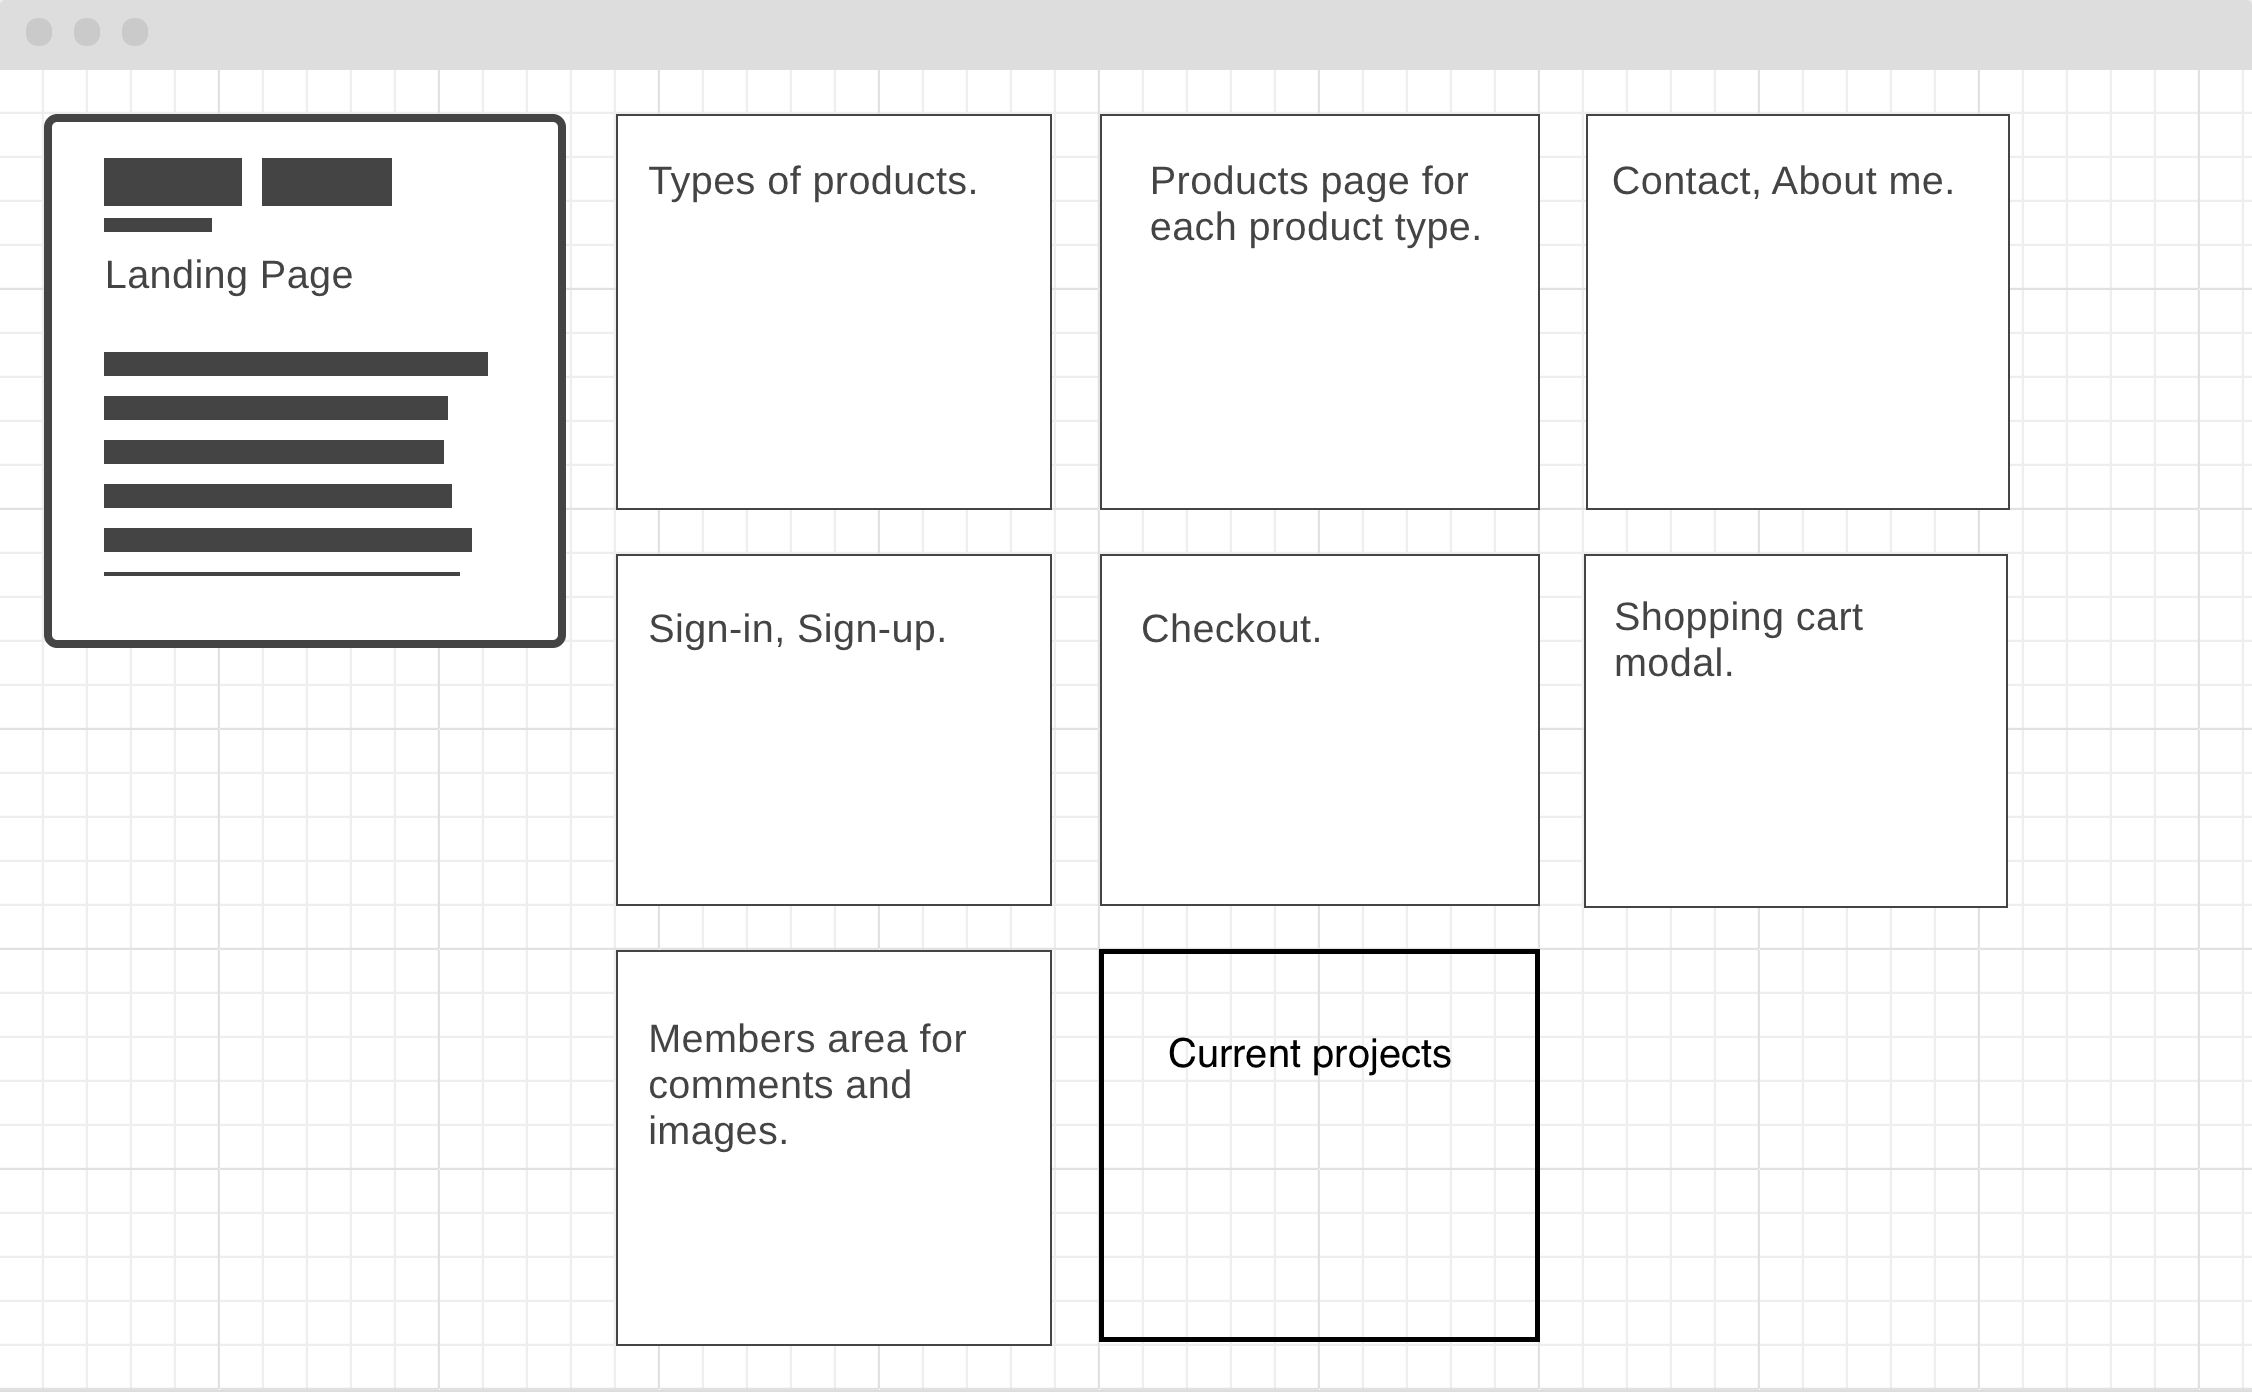 Landing Page
Types of products.
Products page for
each product type.
Contact, About me.
Sign-in, Sign-up.
Checkout.
Shopping cart
modal.
Members area for
comments and
images.
Current projects